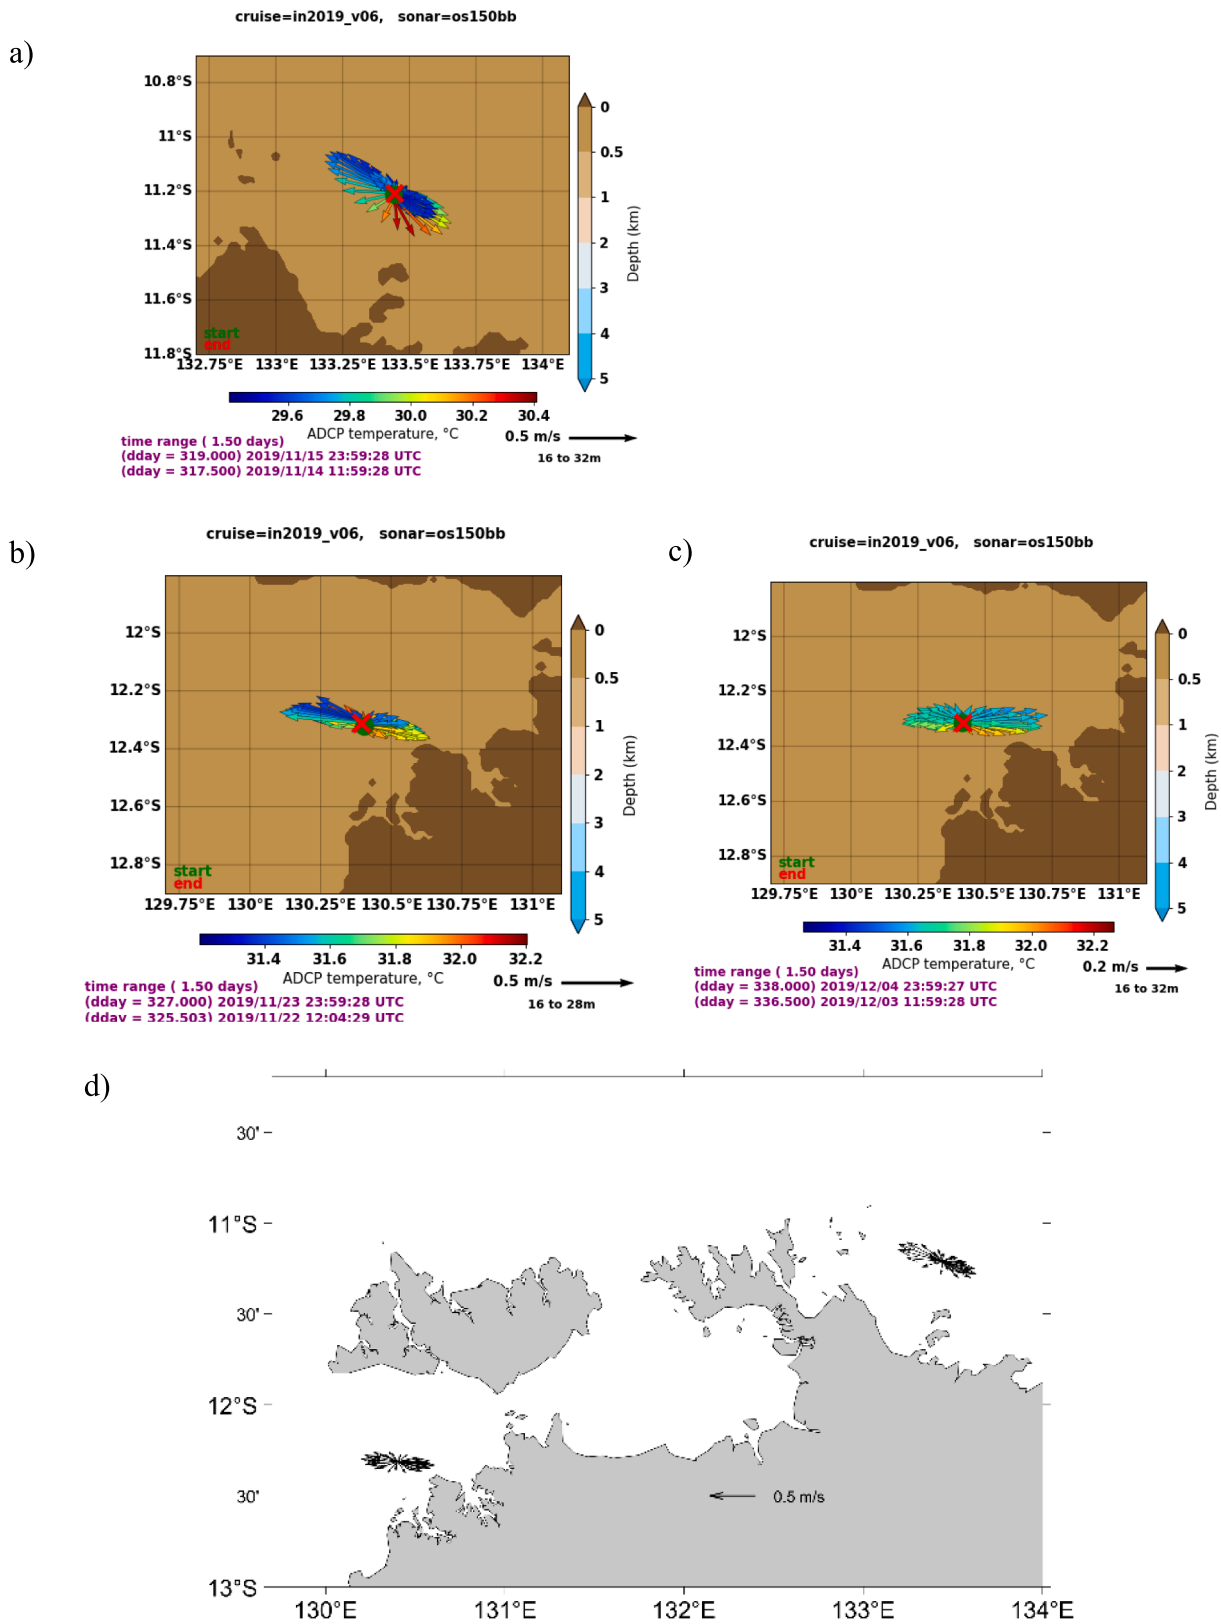 cruise=in2019_v06, sonar=os150bb
a)
10.8°S
11°S
11.2°S
11.4°S
11.6°S
11.8°S
start
end
132.75°E 133°E 133.25°E 133.5°E 133.75°E 134°E
0
0.5
1
2
3
4
5
Depth (km)
29.6 29.8 30.0 30.2 30.4
ADCP temperature, °C
0.5 m/s
16 to 32m
time range ( 1.50 days)
(dday = 319.000) 2019/11/15 23:59:28 UTC
(dday = 317.500) 2019/11/14 11:59:28 UTC
b)
cruise=in2019_v06, sonar=os150bb
12°S
12.2°S
12.4°S
12.6°S
12.8°S
start
end
129.75°E 130°E 130.25°E 130.5°E 130.75°E 131°E
0
0.5
1
2
3
4
5
Depth (km)
31.4 31.6 31.8 32.0 32.2
ADCP temperature, °C
0.5 m/s
16 to 28m
time range ( 1.50 days)
(dday = 327.000) 2019/11/23 23:59:28 UTC
(dday = 325.503) 2019/11/22 12:04:29 UTC
c)
cruise=in2019_v06, sonar=os150bb
12°S
12.2°S
12.4°S
12.6°S
12.8°S
start
end
129.75°E 130°E 130.25°E 130.5°E 130.75°E 131°E
0
0.5
1
2
3
4
5
Depth (km)
31.4 31.6 31.8 32.0 32.2
ADCP temperature, °C
0.2 m/s
16 to 32m
time range ( 1.50 days)
(dday = 338.000) 2019/12/04 23:59:27 UTC
(dday = 336.500) 2019/12/03 11:59:28 UTC
d)
30'
11°S
30'
12°S
30'
13°S
0.5 m/s
130°E 131°E 132°E 133°E 134°E